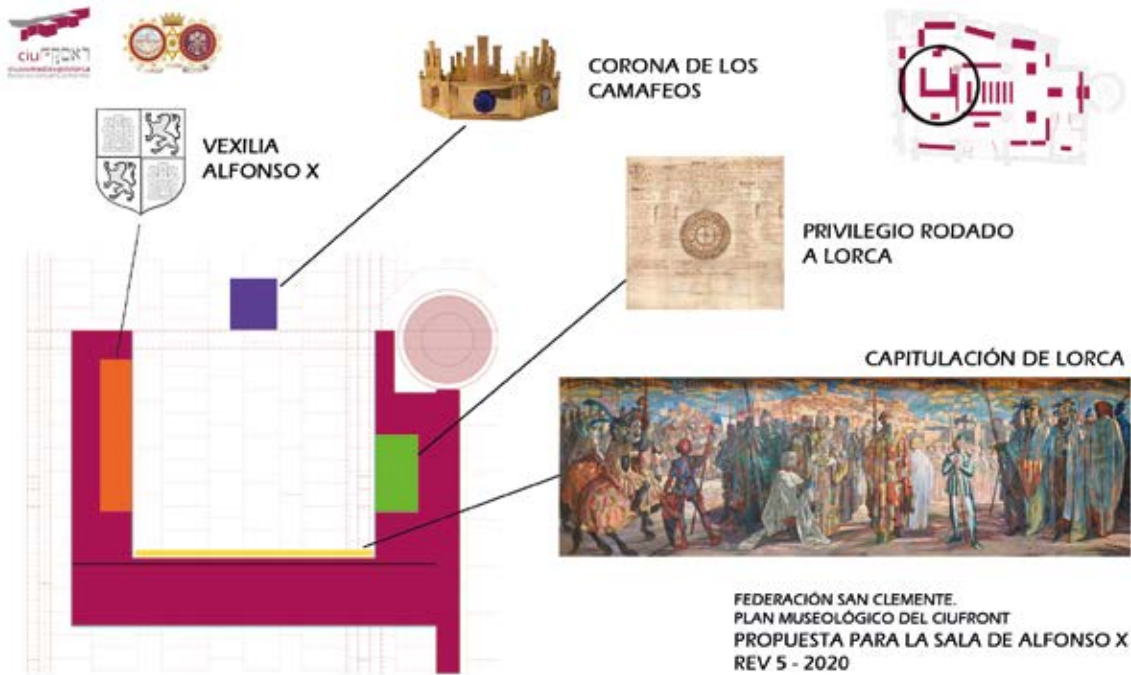 ciu
VEXILIA
ALFONSO X
CORONA DE LOS
CAMAFEOS
PRIVILEGIO RODADO
A LORCA
CAPITULACIÓN DE LORCA
FEDERACIÓN SAN CLEMENTE.
PLAN MUSEOLÓGICO DEL CIUFRONT
PROPUESTA PARA LA SALA DE ALFONSO X
REV 5 - 2020